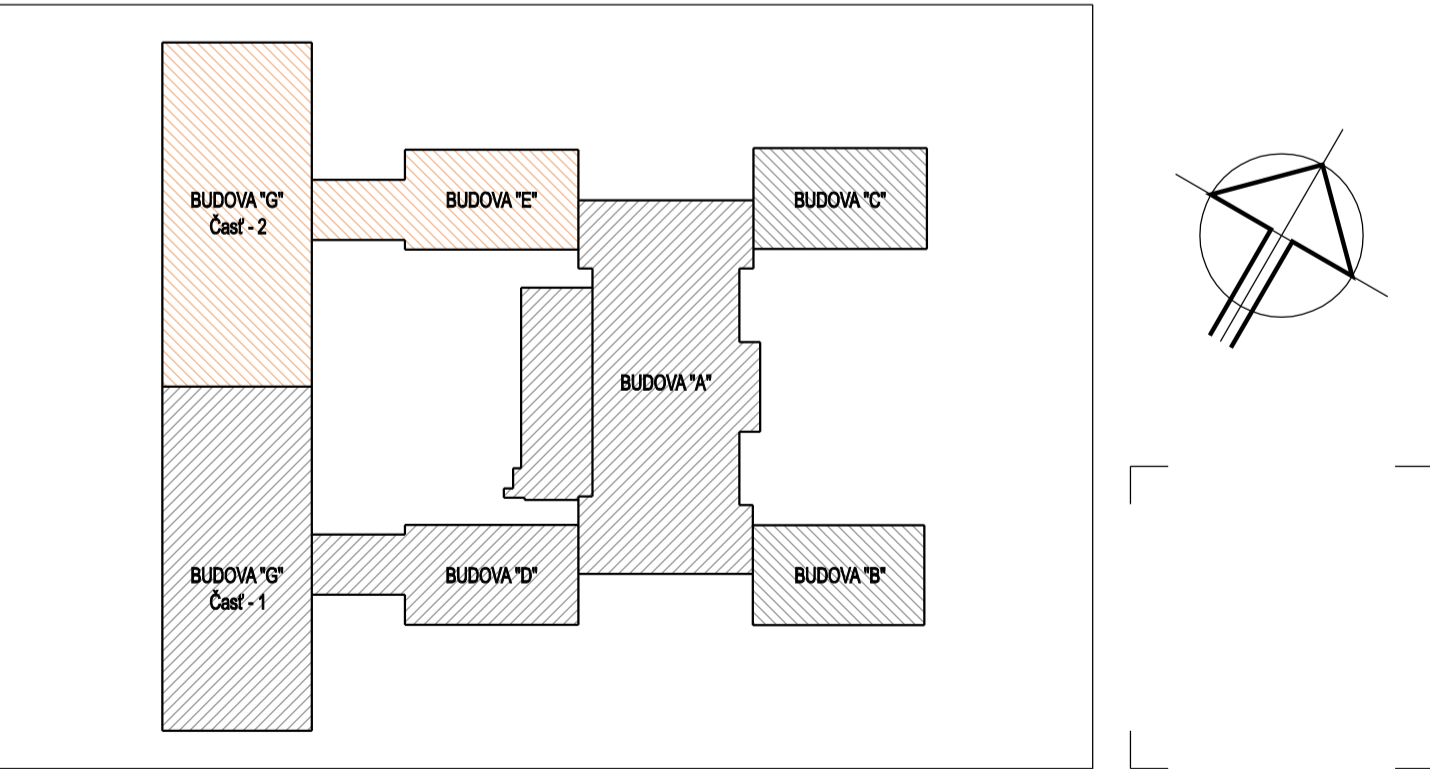 BUDOVA "G"
Časť - 2
BUDOVA "E"
BUDOVA "C"
BUDOVA "A"
BUDOVA "G"
Časť - 1
BUDOVA "D"
BUDOVA "B"